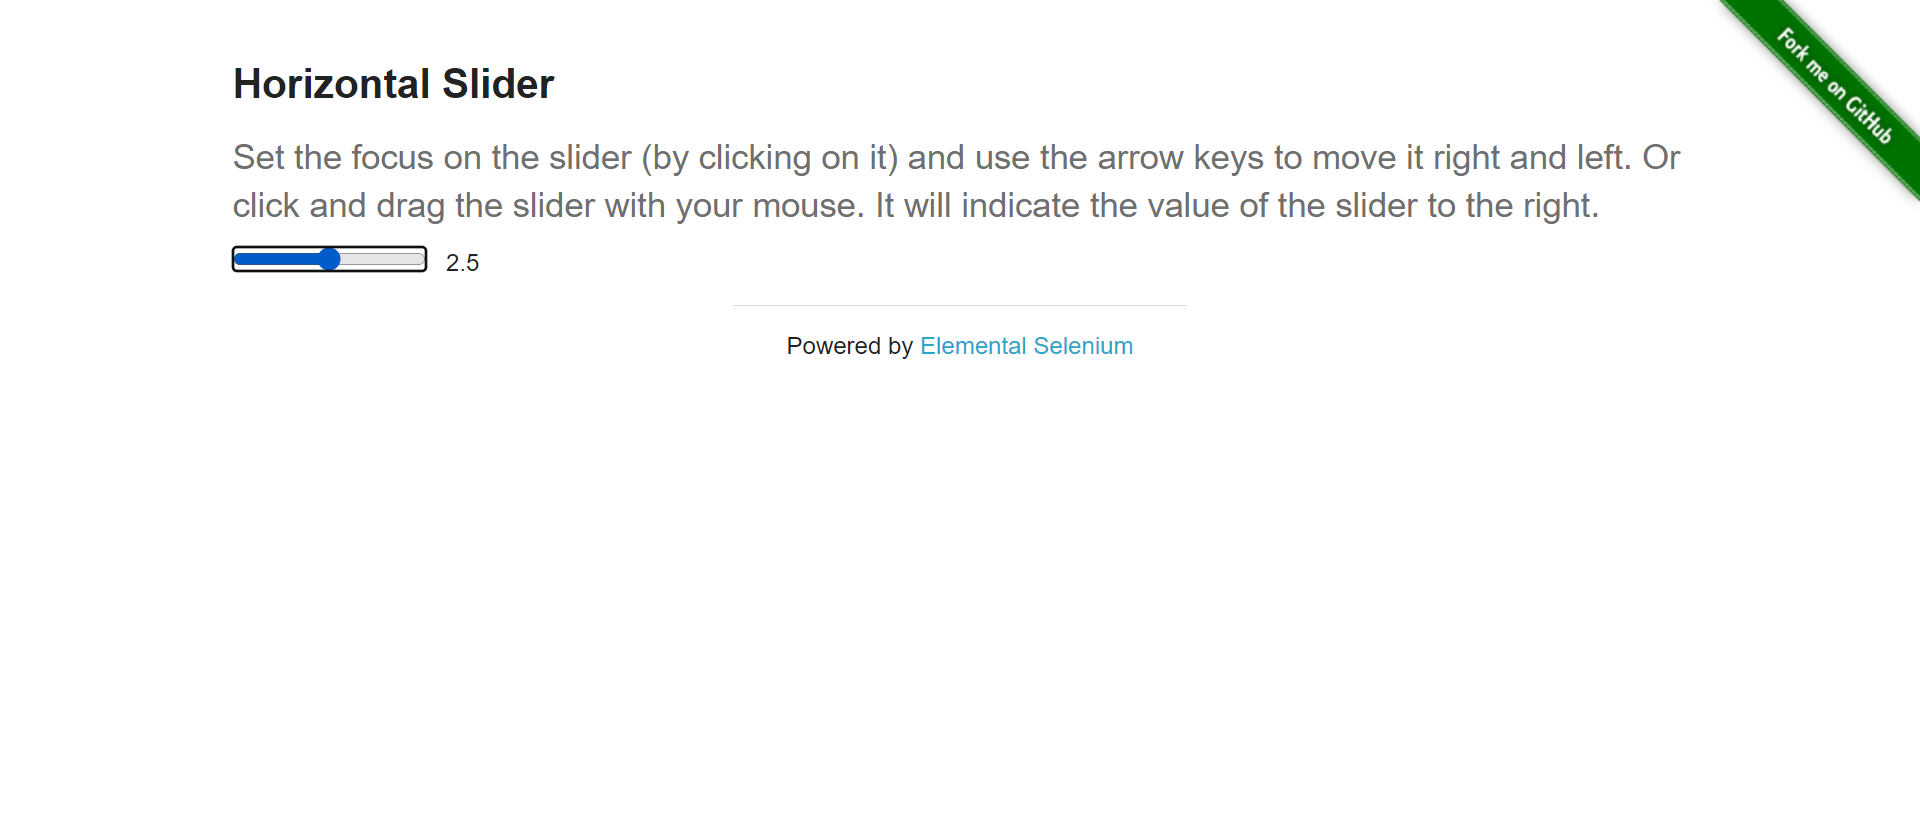 Horizontal Slider
Set the focus on the slider (by clicking on it) and use the arrow keys to move it right and left. Or
click and drag the slider with your mouse. It will indicate the value of the slider to the right.
2.5
Powered by Elemental Selenium
Fork me on GitHub